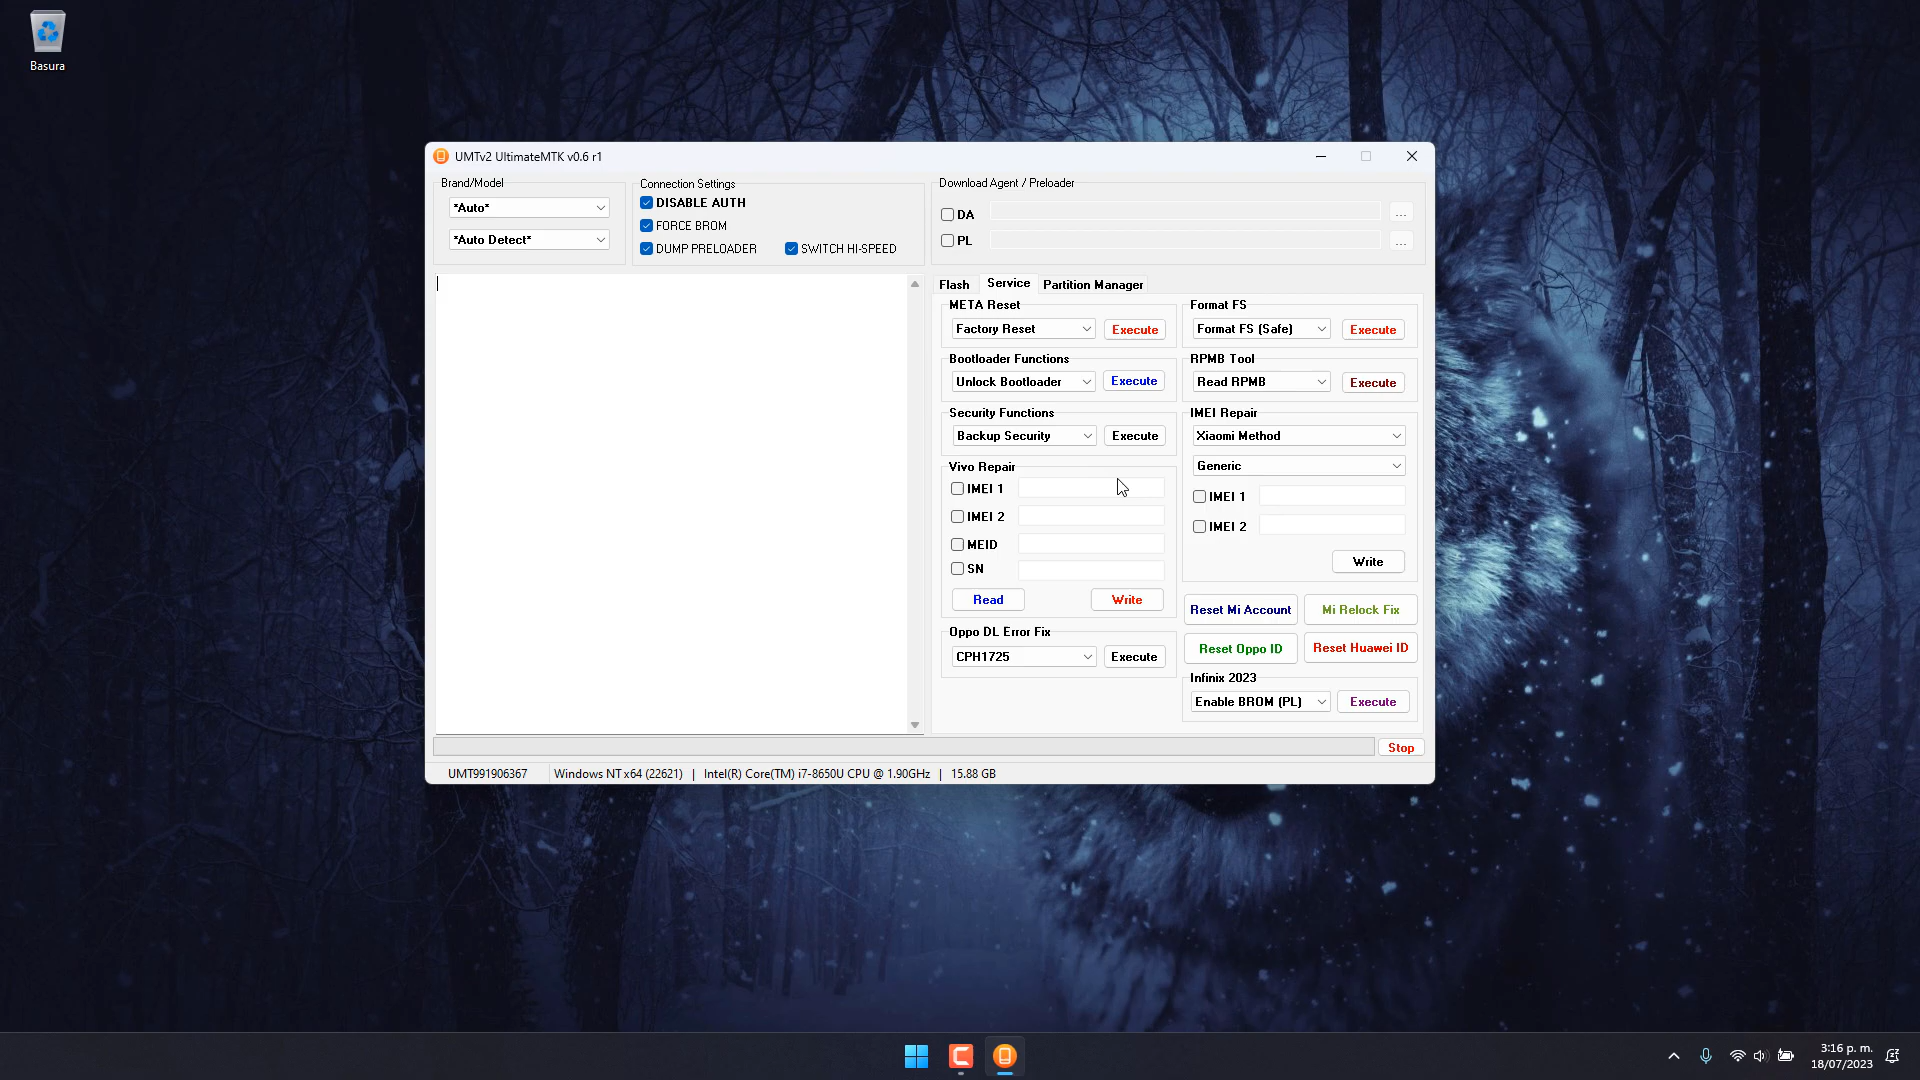 Basura
UMTv2 UltimateMTK v0.6 r1
Brand/Model
*Auto*
*Auto Detect*
Connection Settings
DISABLE AUTH
FORCE BROM
DUMP PRELOADER
SWITCH HI-SPEED
Download Agent / Preloader
DA
...
PL
...
Flash
Service
Partition Manager
META Reset
Factory Reset
Execute
Bootloader Functions
Unlock Bootloader
Execute
Security Functions
Backup Security
Execute
Vivo Repair
IMEI 1
IMEI 2
MEID
SN
Read
Write
Oppo DL Error Fix
CPH1725
Execute
Format FS
Format FS (Safe)
Execute
RPMB Tool
Read RPMB
Execute
IMEI Repair
Xiaomi Method
Generic
IMEI 1
IMEI 2
Write
Reset Mi Account
Mi Relock Fix
Reset Oppo ID
Reset Huawei ID
Infinix 2023
Enable BROM (PL)
Execute
Stop
UMT991906367
Windows NT x64 (22621) | Intel(R) Core(TM) i7-8650U CPU @ 1.90GHz | 15.88 GB
3:16 p. m.
18/07/2023